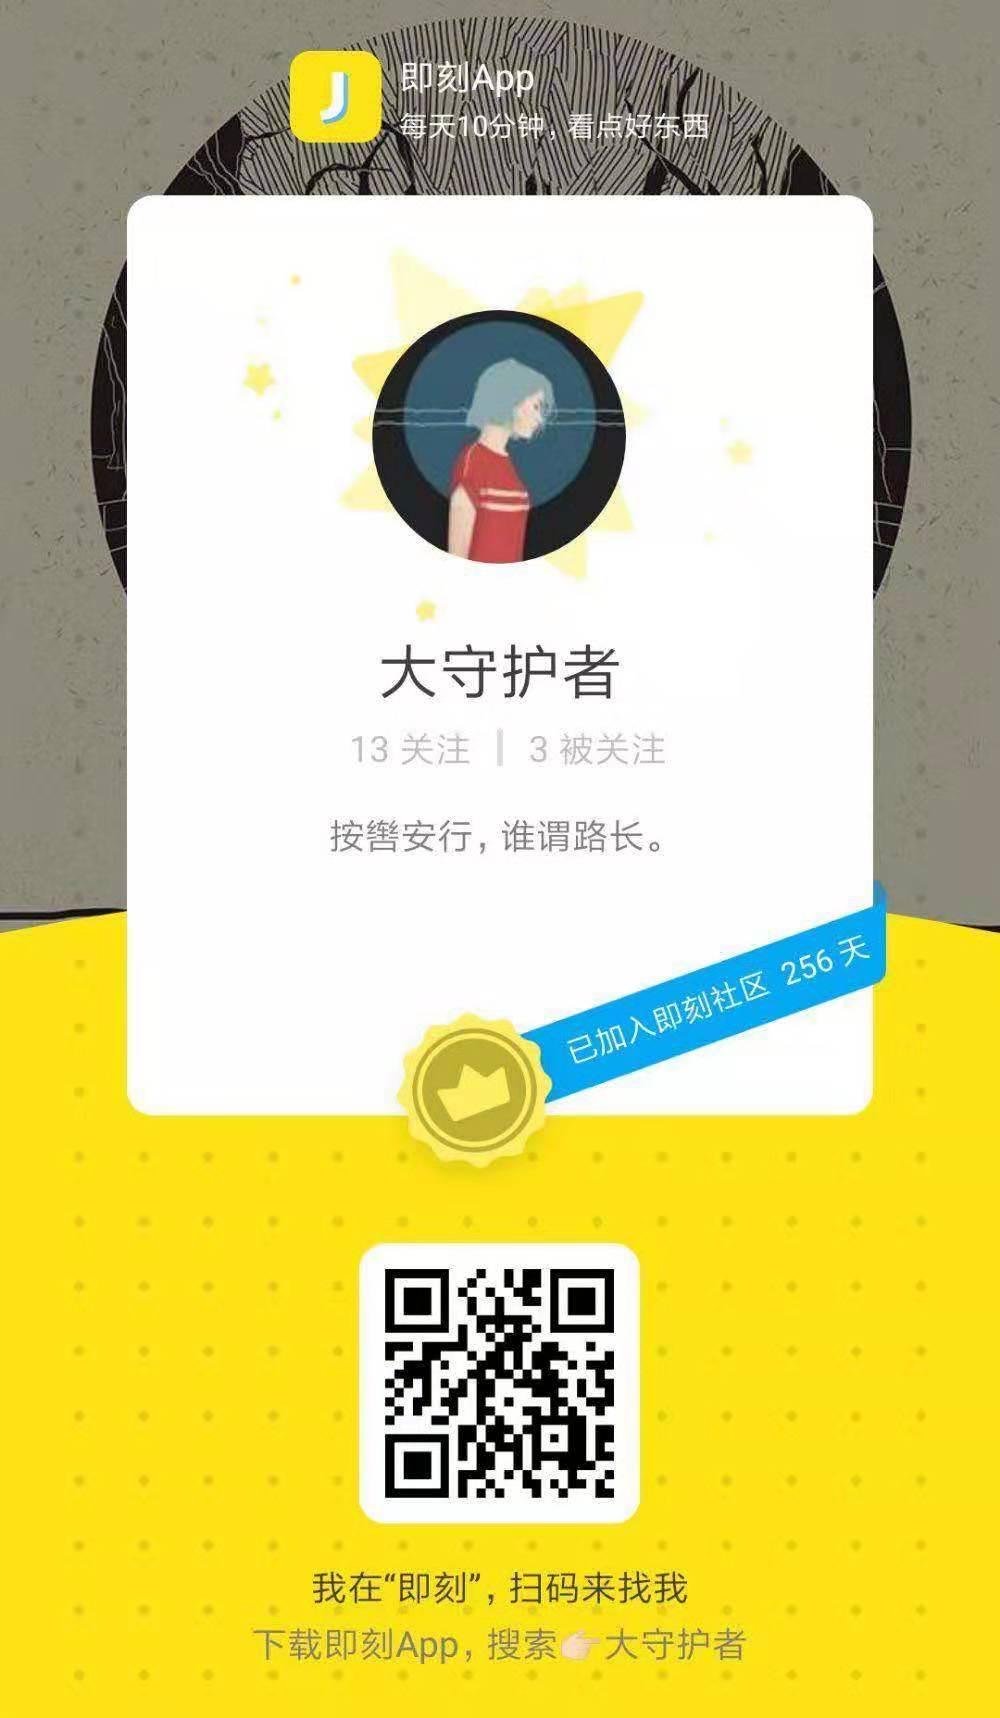 即刻App
每天10分钟，看点好东西
大守护者
13 关注 | 3 被关注
按辔安行，谁谓路长。
已加入即刻社区 256 天
我在“即刻”，扫码来找我
下载即刻App，搜索👉🏻大守护者